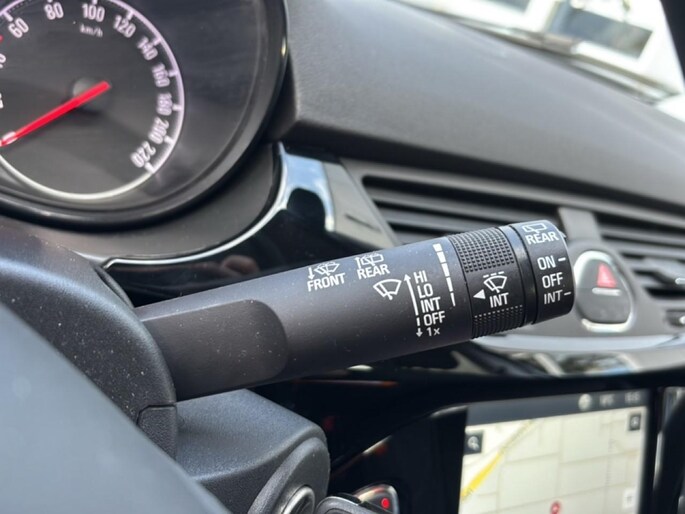 60
80
100
120
140
160
180
200
220
km/h
FRONT
REAR
HI
LO
INT
OFF
1x
INT
REAR
ON
OFF
INT